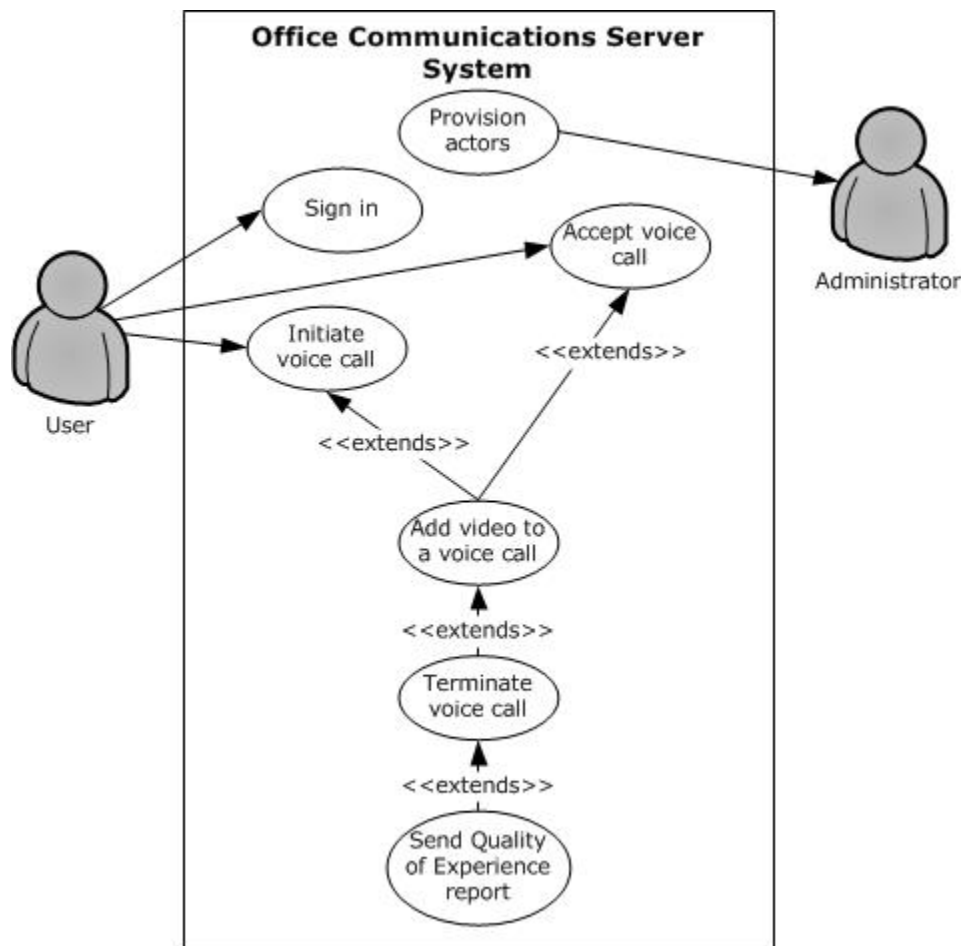 Office Communications Server
System
Provision
actors
Sign in
Accept voice
call
Administrator
Initiate
voice call
<<extends>>
User
<<extends>>
Add video to
a voice call
<<extends>>
Terminate
voice call
<<extends>>
Send Quality
of Experience
report